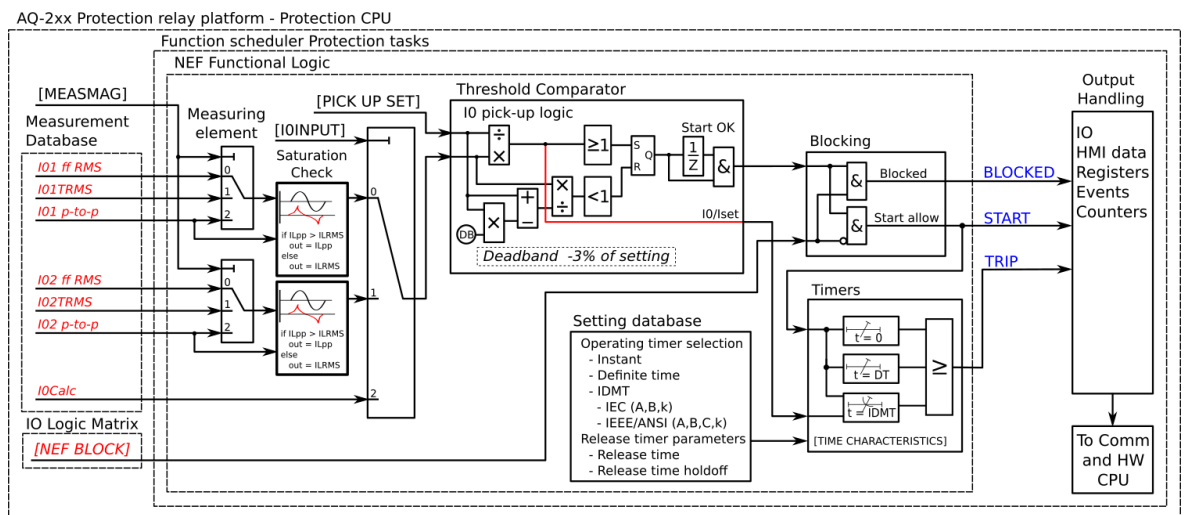 AQ-2xx Protection relay platform - Protection CPU
Function scheduler Protection tasks
NEF Functional Logic
[MEASMAG]
Measurement
Database
I01 ff RMS
I01TRMS
I01 p-to-p
I02 ff RMS
I02TRMS
I02 p-to-p
I0Calc
IO Logic Matrix
[NEF BLOCK]
Measuring
element
0
1
2
0
1
2
[I0INPUT]
Saturation
Check
if ILpp > ILRMS
out = ILpp
else
out = ILRMS
if ILpp > ILRMS
out = ILpp
else
out = ILRMS
0
1
2
[PICK UP SET]
Threshold Comparator
I0 pick-up logic
÷
×
≥1
S
R
Q
Start OK
1
Z
&
×
÷
<1
+
−
×
DB
I0/Iset
Deadband -3% of setting
Blocking
&
Blocked
&
Start allow
BLOCKED
START
TRIP
Timers
t = 0
t = DT
t = IDMT
≥
[TIME CHARACTERISTICS]
Setting database
Operating timer selection
- Instant
- Definite time
- IDMT
- IEC (A,B,k)
- IEEE/ANSI (A,B,C,k)
Release timer parameters
- Release time
- Release time holdoff
Output
Handling
IO
HMI data
Registers
Events
Counters
To Comm
and HW
CPU